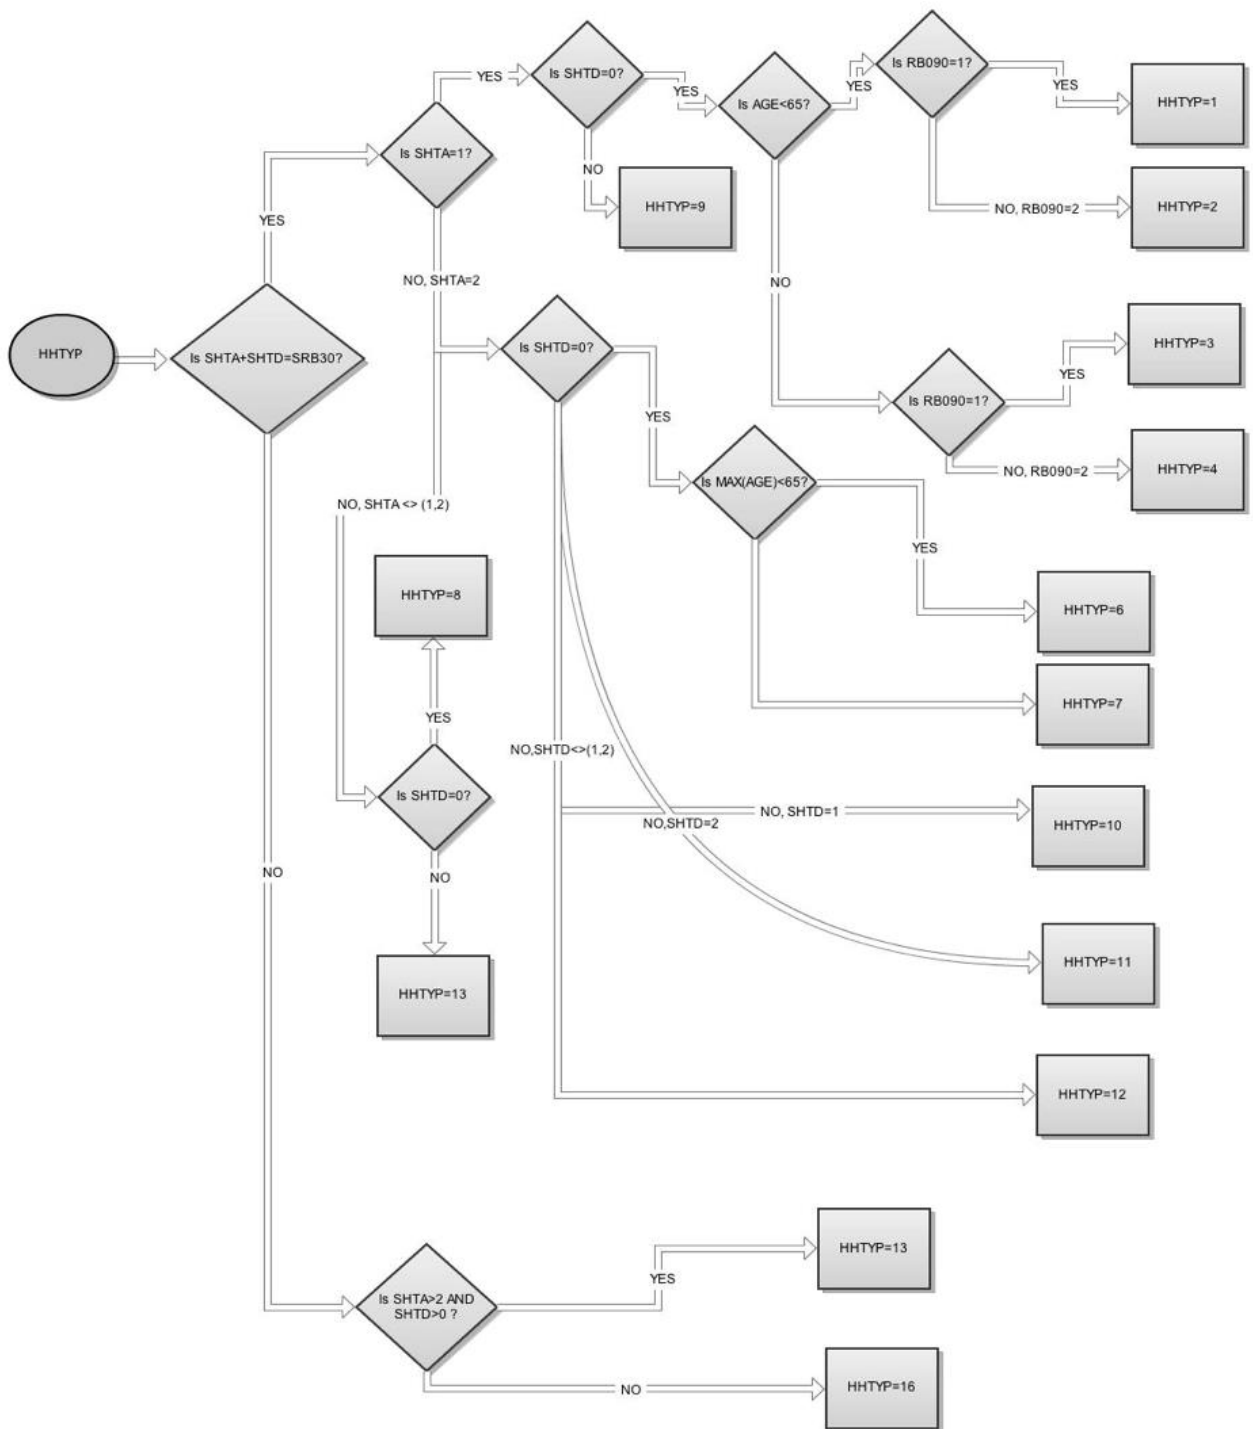 Is RB090=1?
Is SHTD=0?
YES
YES
YES
YES
Is AGE<65?
HHTYP=1
Is SHTA=1?
NO
HHTYP=9
NO, RB090=2
HHTYP=2
YES
NO, SHTA=2
NO
HHTYP
Is SHTA+SHTD=SRB30?
Is SHTD=0?
HHTYP=3
YES
Is RB090=1?
YES
NO, RB090=2
HHTYP=4
Is MAX(AGE)<65?
NO, SHTA <> (1,2)
YES
HHTYP=8
HHTYP=6
YES
HHTYP=7
NO,SHTD<>(1,2)
Is SHTD=0?
NO, SHTD=1
NO,SHTD=2
HHTYP=10
NO
NO
HHTYP=11
HHTYP=13
HHTYP=12
HHTYP=13
YES
Is SHTA>2 AND
SHTD>0 ?
NO
HHTYP=16